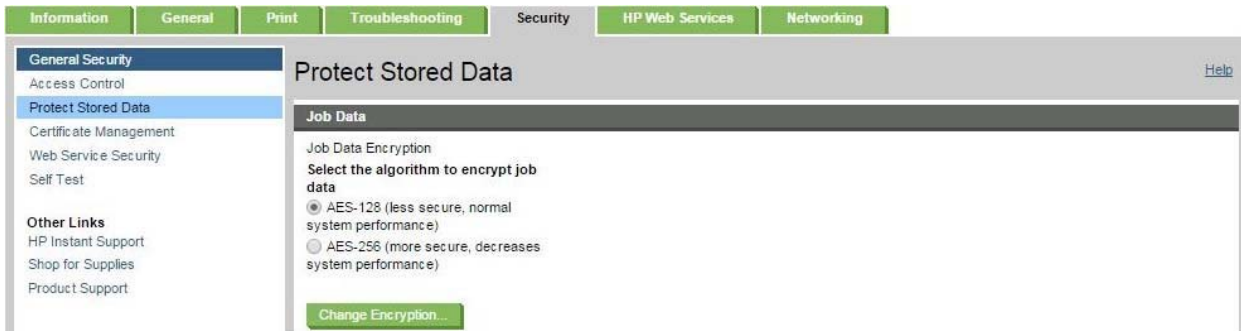 Information General Print Troubleshooting Security HP Web Services Networking
General Security
Access Control
Protect Stored Data
Certificate Management
Web Service Security
Self Test
Other Links
HP Instant Support
Shop for Supplies
Product Support
Protect Stored Data
Help
Job Data
Job Data Encryption
Select the algorithm to encrypt job
data
AES-128 (less secure, normal
system performance)
AES-256 (more secure, decreases
system performance)
Change Encryption...